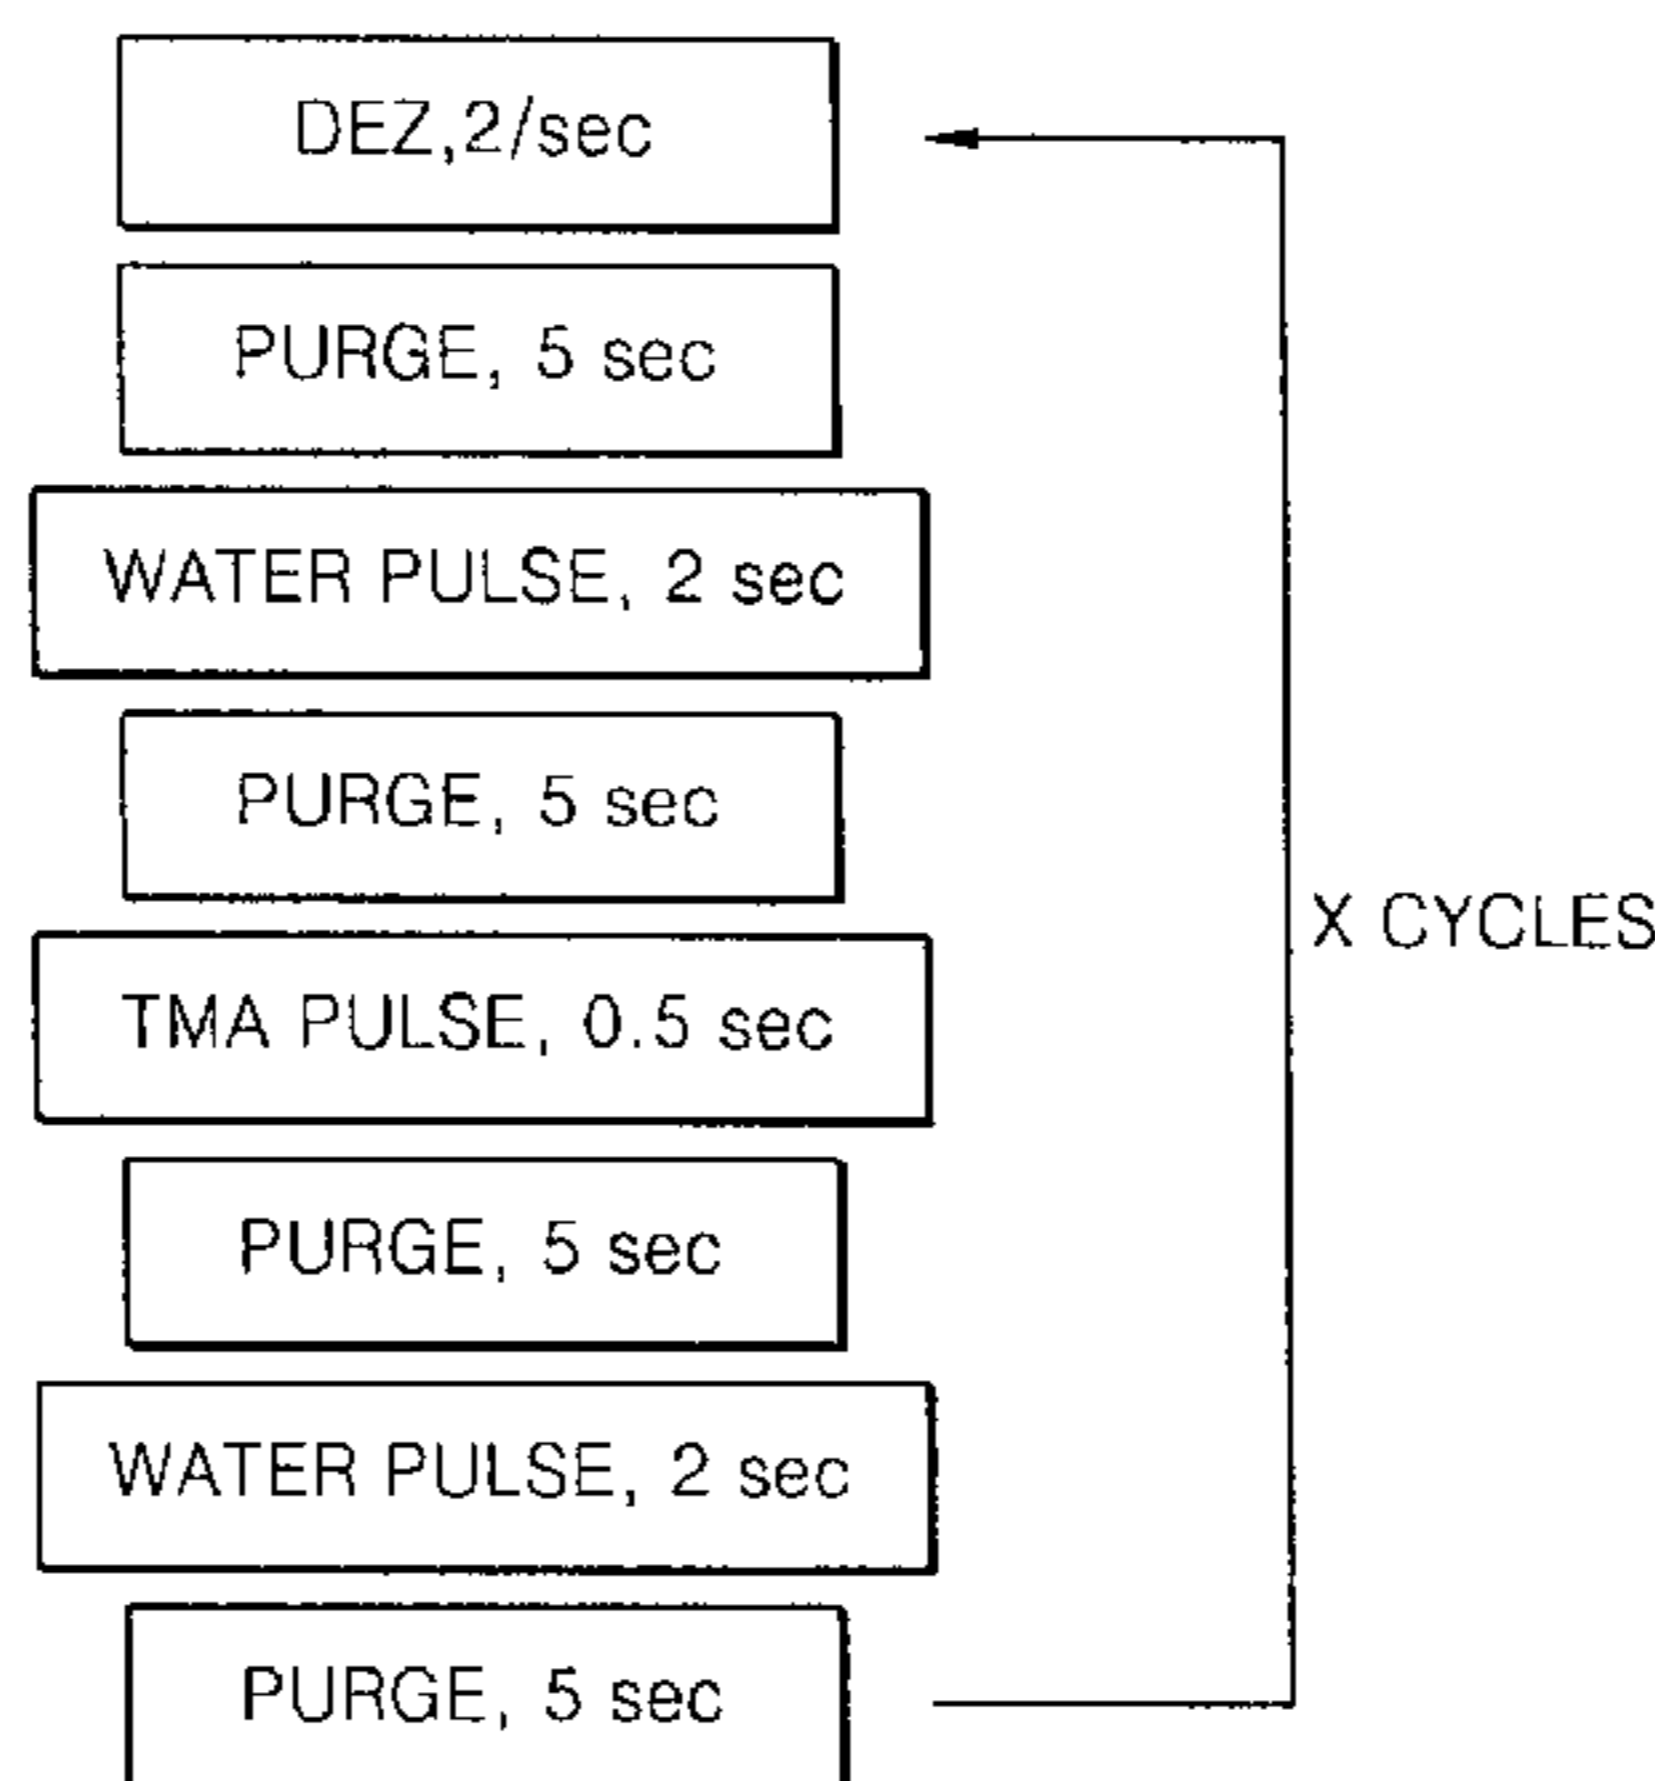 DEZ,2/sec
PURGE, 5 sec
WATER PULSE, 2 sec
PURGE, 5 sec
TMA PULSE, 0.5 sec
X CYCLES
PURGE, 5 sec
WATER PULSE, 2 sec
PURGE, 5 sec